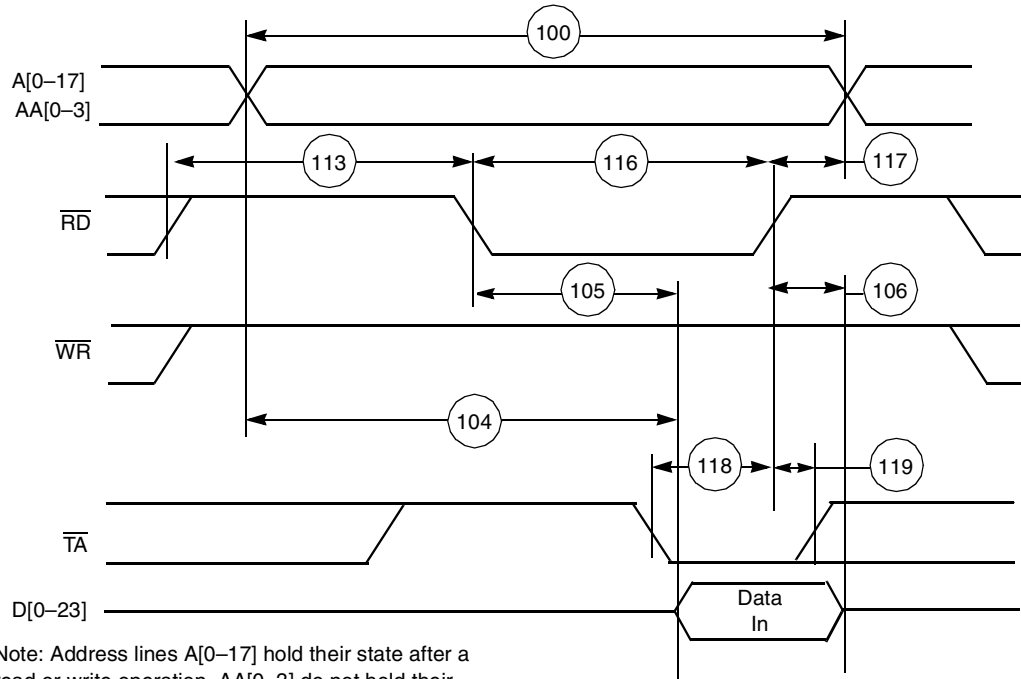 100
A[0–17]
AA[0–3]
113
116
117
RD
105
106
WR
104
118
119
TA
D[0–23]
Data
In
Note: Address lines A[0–17] hold their state after a
read or write operation. AA[0–3] do not hold their